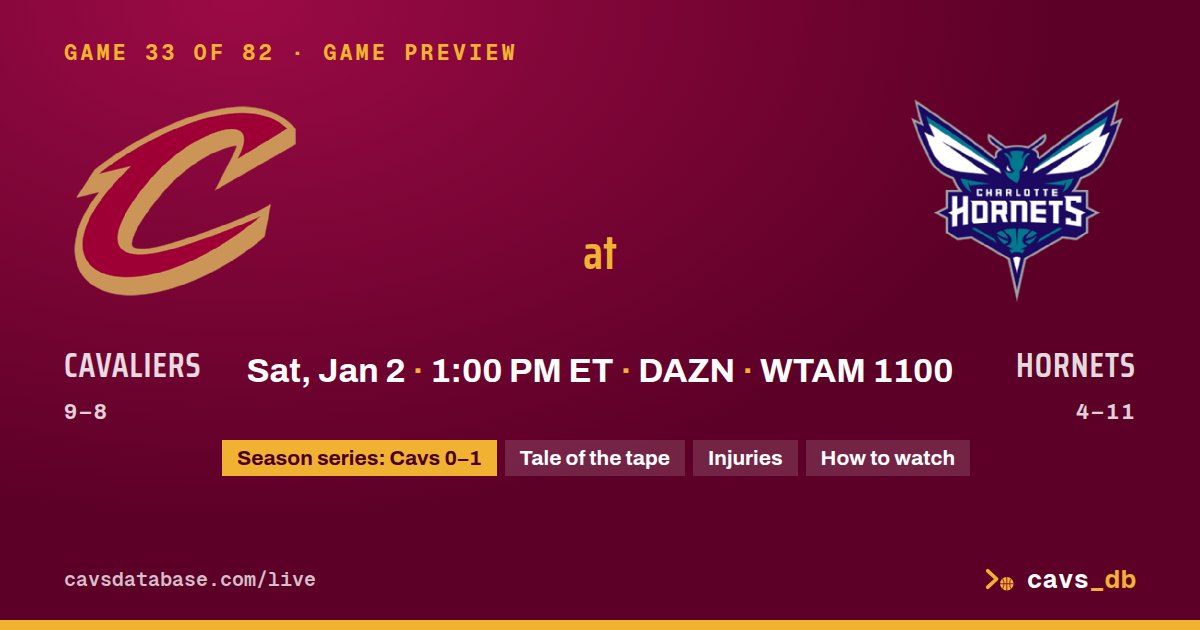 GAME 33 OF 82 · GAME PREVIEW
CHARLOTTE
HORNETS
at
CAVALIERS
Sat, Jan 2 · 1:00 PM ET · DAZN · WTAM 1100
HORNETS
9–8
4–11
Season series: Cavs 0–1
Tale of the tape
Injuries
How to watch
cavsdatabase.com/live
cavs_db